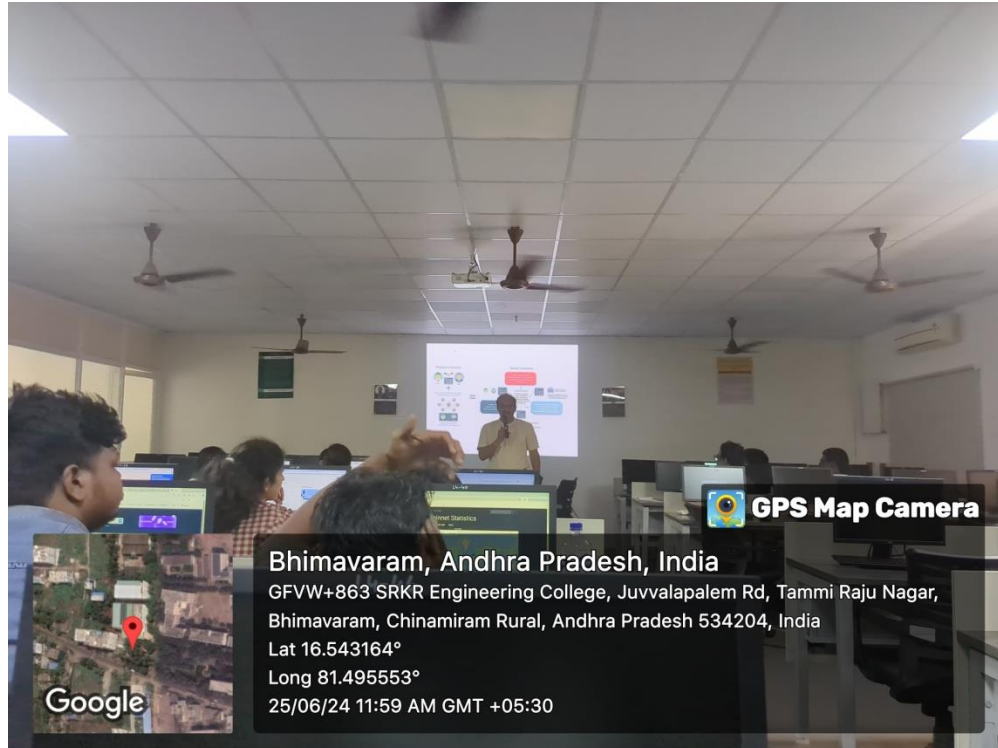 GPS Map Camera
Bhimavaram, Andhra Pradesh, India
GFVW+863 SRKR Engineering College, Juvvalapalem Rd, Tammi Raju Nagar,
Bhimavaram, Chinamiram Rural, Andhra Pradesh 534204, India
Lat 16.543164°
Long 81.495553°
25/06/24 11:59 AM GMT +05:30
Google